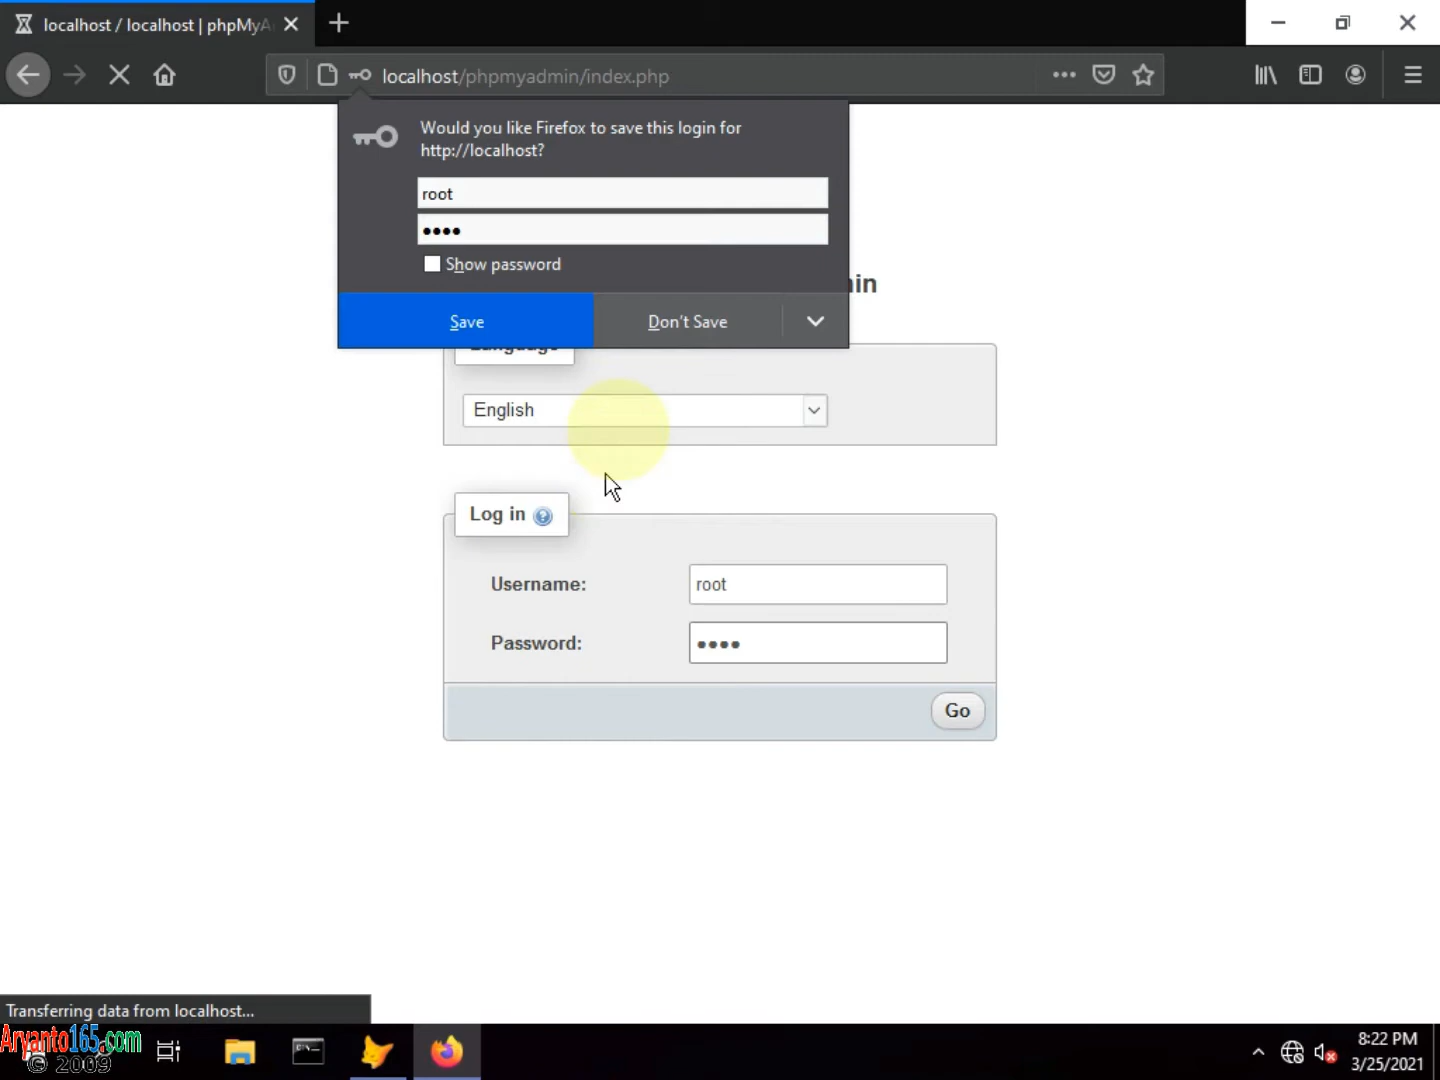 localhost / localhost | phpMyA
localhost/phpmyadmin/index.php
Would you like Firefox to save this login for
http://localhost?
root
Show password
Save
Don't Save
in
Language
English
Log in
Username:
root
Password:
Go
Transferring data from localhost...
Aryanto165.com
© 2009
8:22 PM
3/25/2021